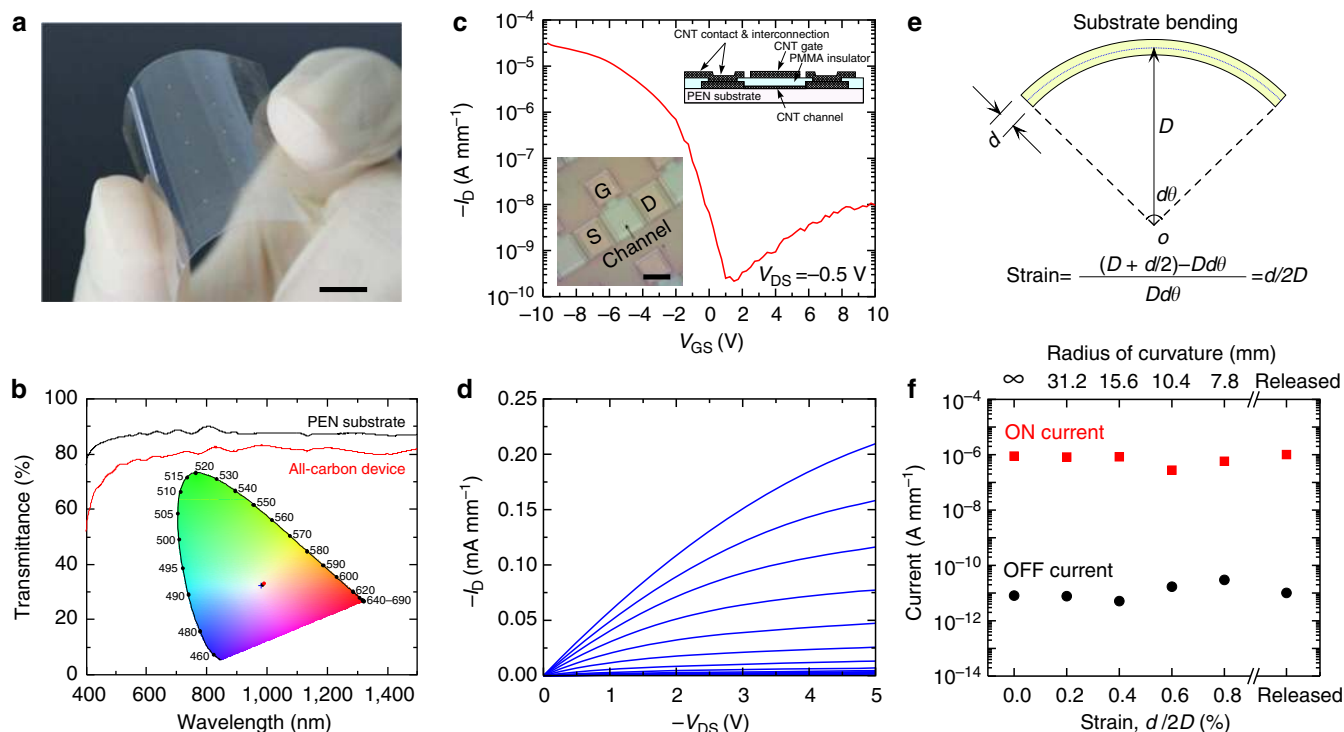 a
b
Transmittance (%)
100
80
60
40
20
0
PEN substrate
All-carbon device
520
515
530
510
540
505
550
560
500
570
580
495
590
600
490
620
640–690
480
460
400
600
800
1,000
1,200
1,400
Wavelength (nm)
c
–I_D (A mm⁻¹)
10⁻⁴
10⁻⁵
10⁻⁶
10⁻⁷
10⁻⁸
10⁻⁹
10⁻¹⁰
CNT contact & interconnection
CNT gate
PMMA insulator
PEN substrate
CNT channel
G
D
S
Channel
V_DS =–0.5 V
–10 –8 –6 –4 –2 0 2 4 6 8 10
V_GS (V)
d
–I_D (mA mm⁻¹)
0.25
0.20
0.15
0.10
0.05
0.00
0 1 2 3 4 5
–V_DS (V)
e
Substrate bending
d
D
dθ
o
Strain= (D + d/2)–Ddθ / Ddθ =d/2D
f
Radius of curvature (mm)
∞ 31.2 15.6 10.4 7.8 Released
Current (A mm⁻¹)
10⁻⁴
10⁻⁶
10⁻⁸
10⁻¹⁰
10⁻¹²
10⁻¹⁴
ON current
OFF current
0.0 0.2 0.4 0.6 0.8 Released
Strain, d /2D (%)